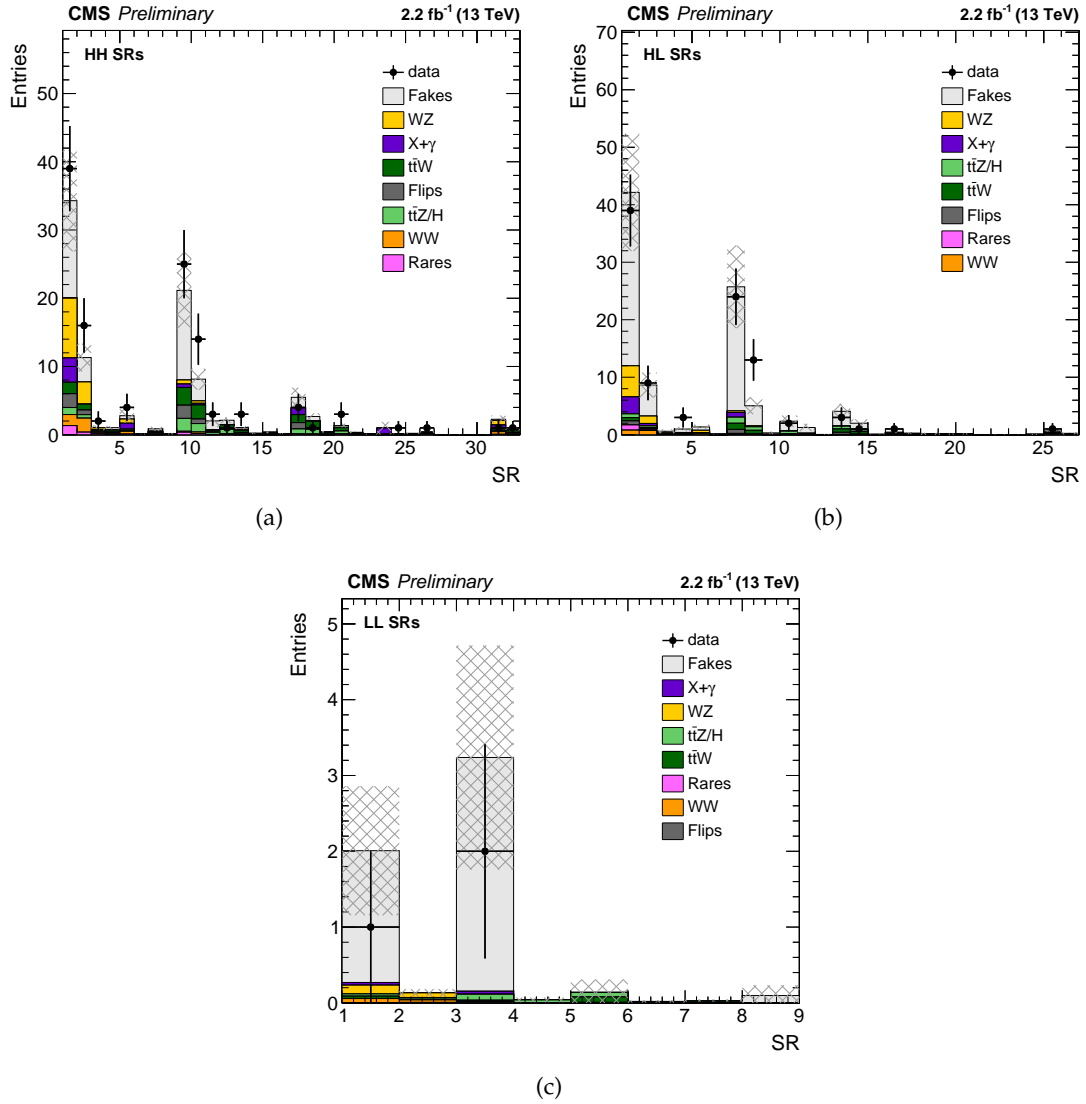 CMS Preliminary 2.2 fb⁻¹ (13 TeV)
HH SRs
Entries
data
Fakes
WZ
X+γ
tt̄W
Flips
tt̄Z/H
WW
Rares
50
40
30
20
10
0
5 10 15 20 25 30
SR
(a)
CMS Preliminary 2.2 fb⁻¹ (13 TeV)
HL SRs
Entries
data
Fakes
WZ
X+γ
tt̄Z/H
tt̄W
Flips
Rares
WW
70
60
50
40
30
20
10
0
5 10 15 20 25
SR
(b)
CMS Preliminary 2.2 fb⁻¹ (13 TeV)
LL SRs
Entries
data
Fakes
X+γ
WZ
tt̄Z/H
tt̄W
Rares
WW
Flips
5
4
3
2
1
0
1 2 3 4 5 6 7 8 9
SR
(c)